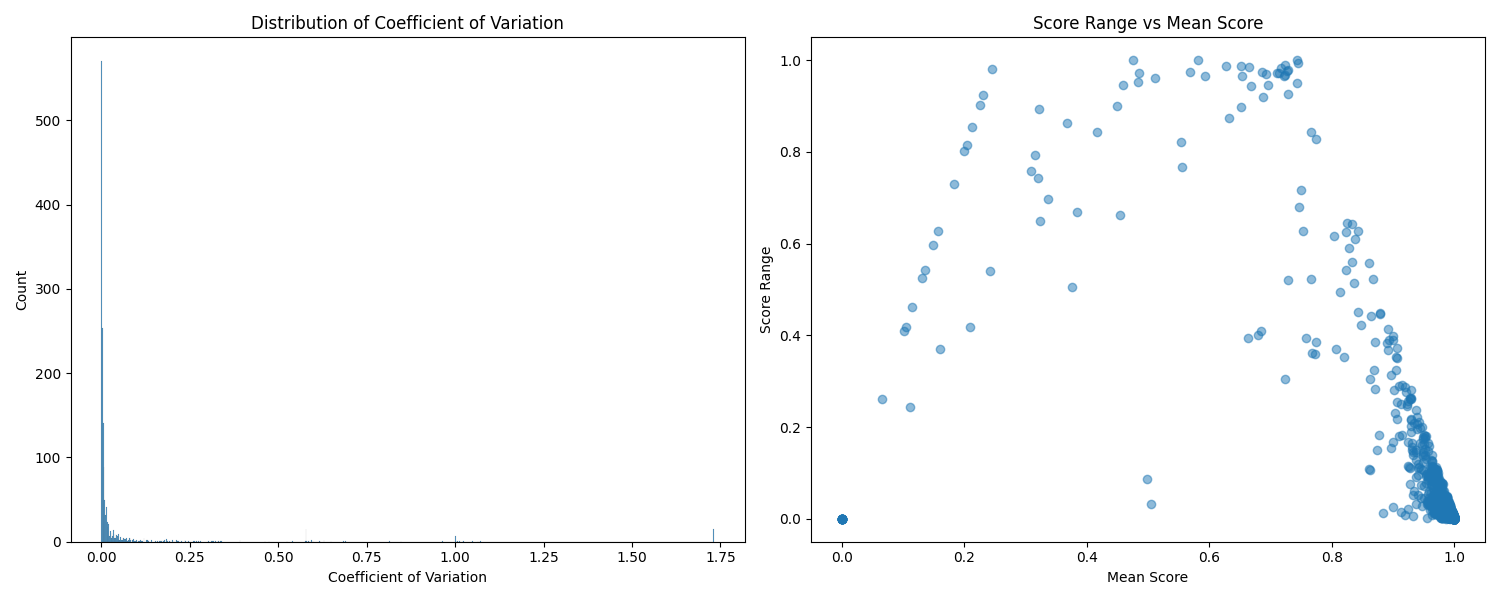 Distribution of Coefficient of Variation
Count
500
400
300
200
100
0
0.00 0.25 0.50 0.75 1.00 1.25 1.50 1.75
Coefficient of Variation
Score Range vs Mean Score
Score Range
1.0
0.8
0.6
0.4
0.2
0.0
0.0 0.2 0.4 0.6 0.8 1.0
Mean Score